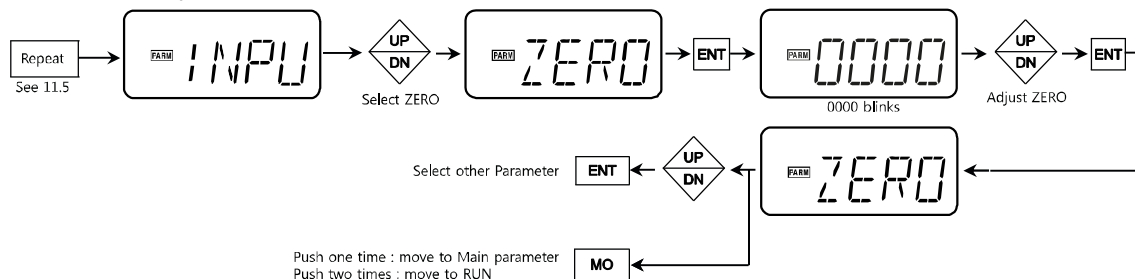 Repeat
See 11.5
PARM
INPU
UP
DN
Select ZERO
PARM
ZERO
ENT
PARM
0000
0000 blinks
UP
DN
Adjust ZERO
ENT
PARM
ZERO
UP
DN
ENT
Select other Parameter
MO
Push one time : move to Main parameter
Push two times : move to RUN